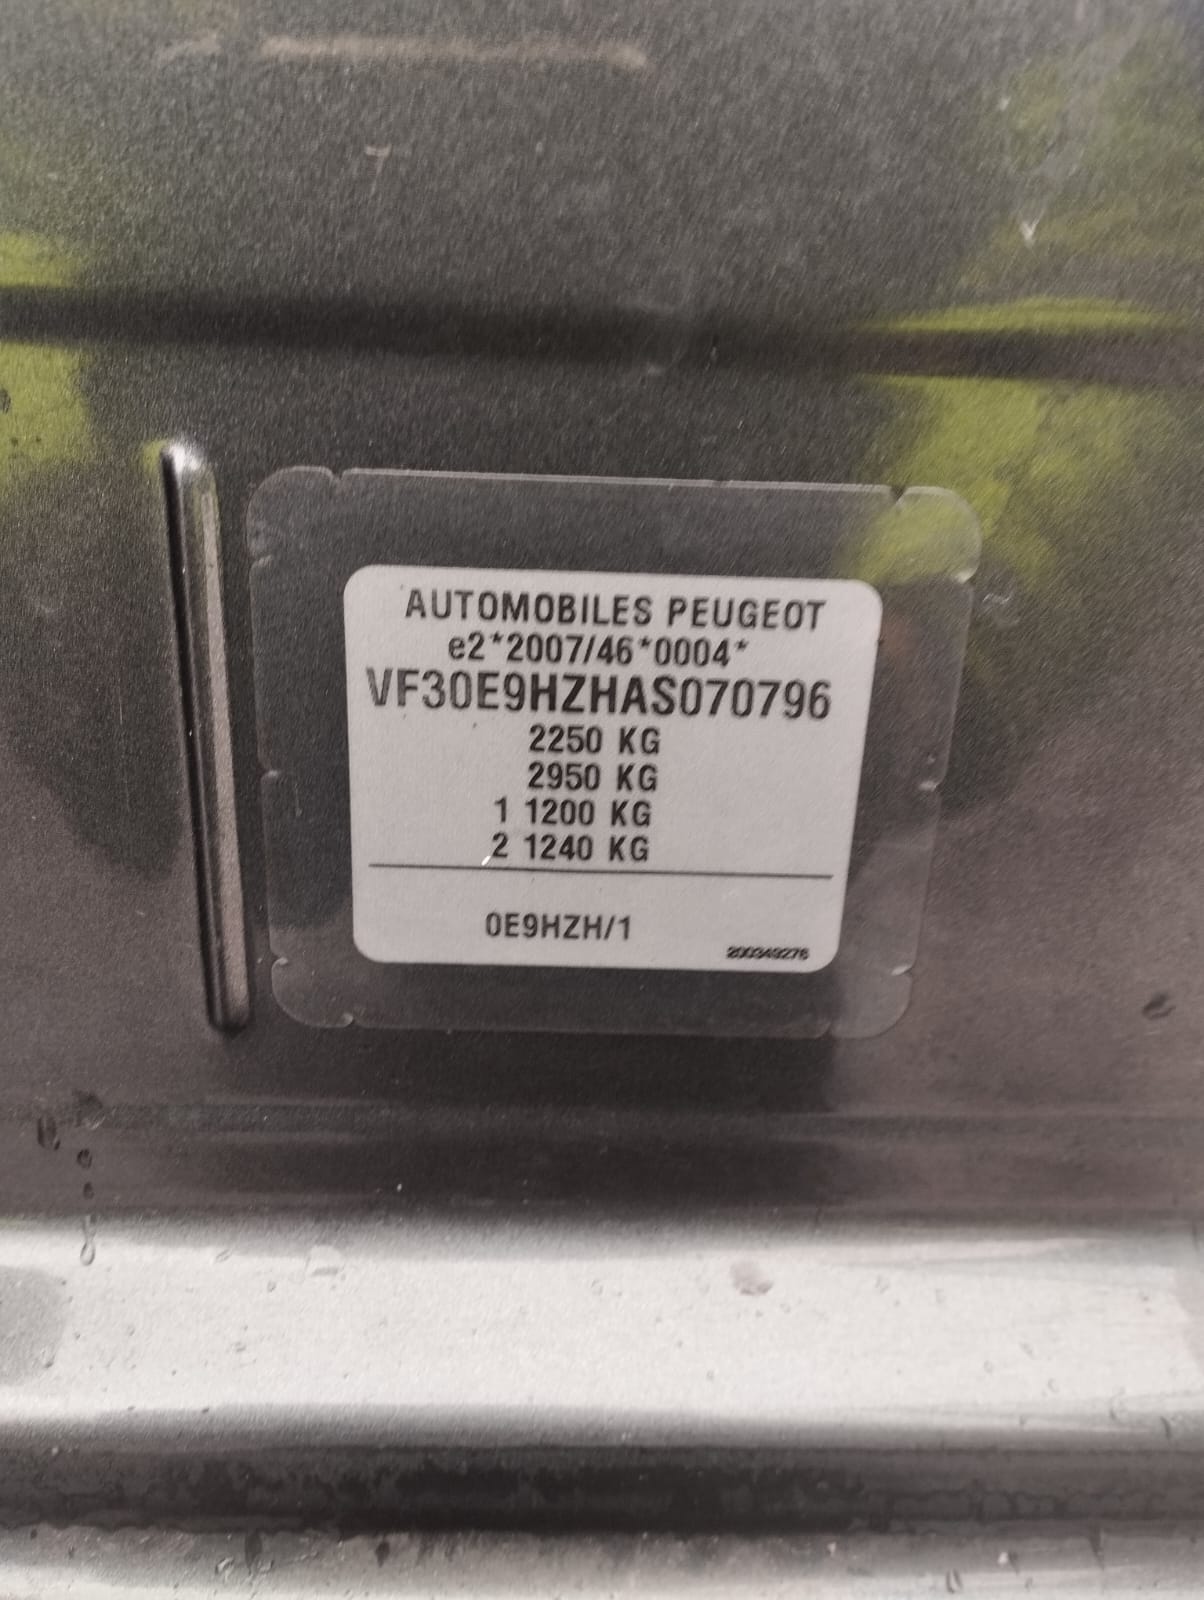 AUTOMOBILES PEUGEOT
e2*2007/46*0004*
VF30E9HZHAS070796
2250 KG
2950 KG
1 1200 KG
2 1240 KG
0E9HZH/1
200349276